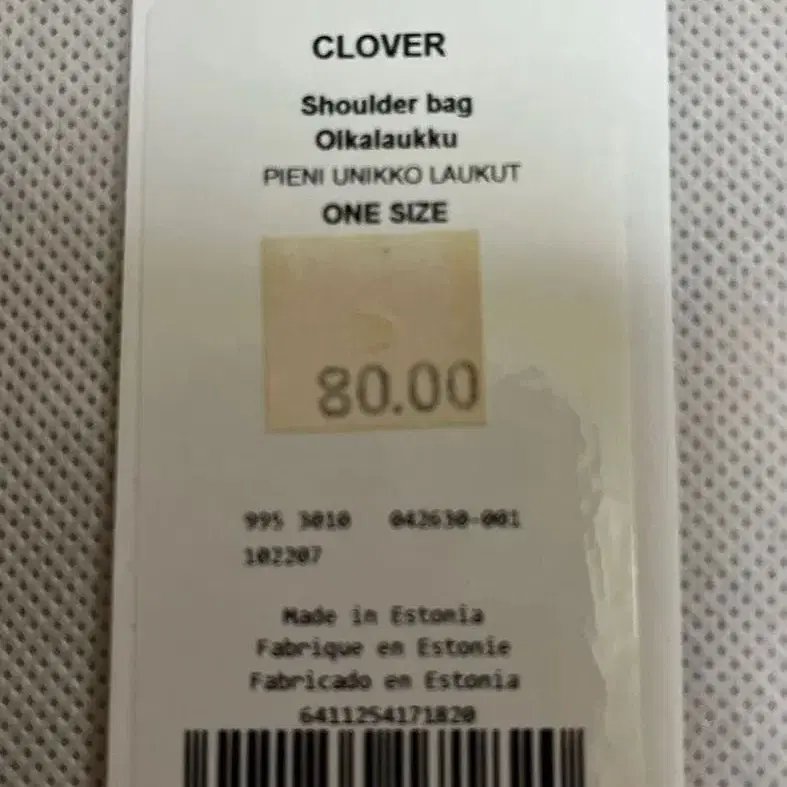 CLOVER
Shoulder bag
Olkalaukku
PIENI UNIKKO LAUKUT
ONE SIZE
80.00
995 3010 042630-001
102207
Made in Estonia
Fabrique en Estonie
Fabricado en Estonia
6411254171820